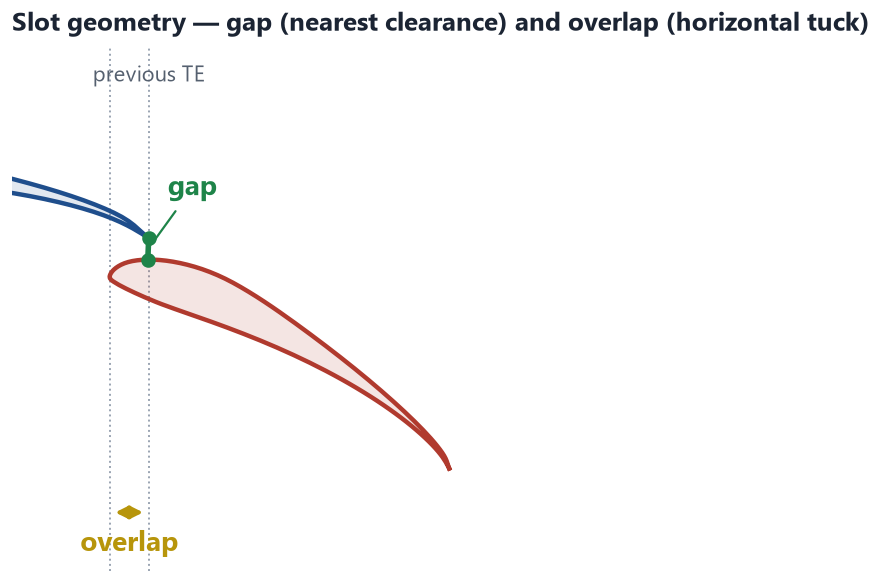 Slot geometry — gap (nearest clearance) and overlap (horizontal tuck)
previous TE
gap
overlap